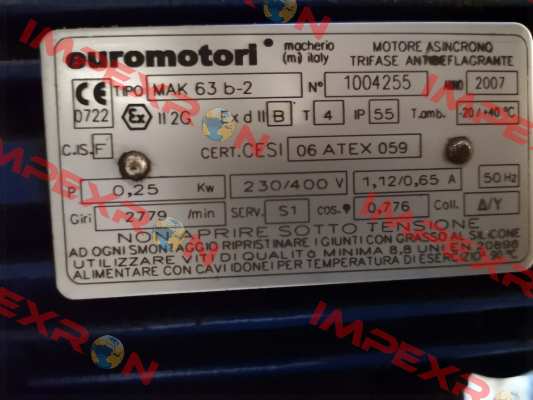 euromotori macherio (mi) italy MOTORE ASINCRONO TRIFASE ANTIDEFLAGRANTE
CE 0722 TIPO MAK 63 b-2 N° 1004255 ANNO 2007
Ex II 2G Ex d II B T 4 IP 55 T.amb. -20 / +40 °C
C.IS. F CERT.CESI 06 ATEX 059
P 0,25 Kw 230/400 V 1,12/0,65 A 50 Hz
Giri 2779 /min SERV. S1 cos.φ 0,776 Coll. Δ/Y
NON APRIRE SOTTO TENSIONE
AD OGNI SMONTAGGIO RIPRISTINARE I GIUNTI CON GRASSO AL SILICONE
UTILIZZARE VITI DI QUALITÀ MINIMA 8,8 UNI EN 20898
ALIMENTARE CON CAVI IDONEI PER TEMPERATURA DI ESERCIZIO 90 °C
IMPEXRON
IMPEXRON
IMPEXRON
IMPEXRON